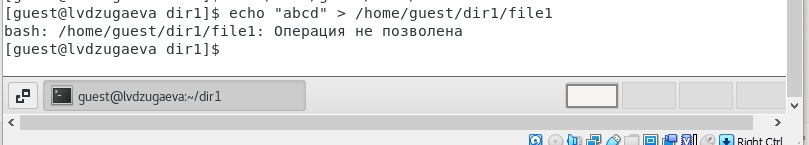 [guest@lvdzugaeva dir1]$ echo "abcd" > /home/guest/dir1/file1
bash: /home/guest/dir1/file1: Операция не позволена
[guest@lvdzugaeva dir1]$
guest@lvdzugaeva:~/dir1
Right Ctrl